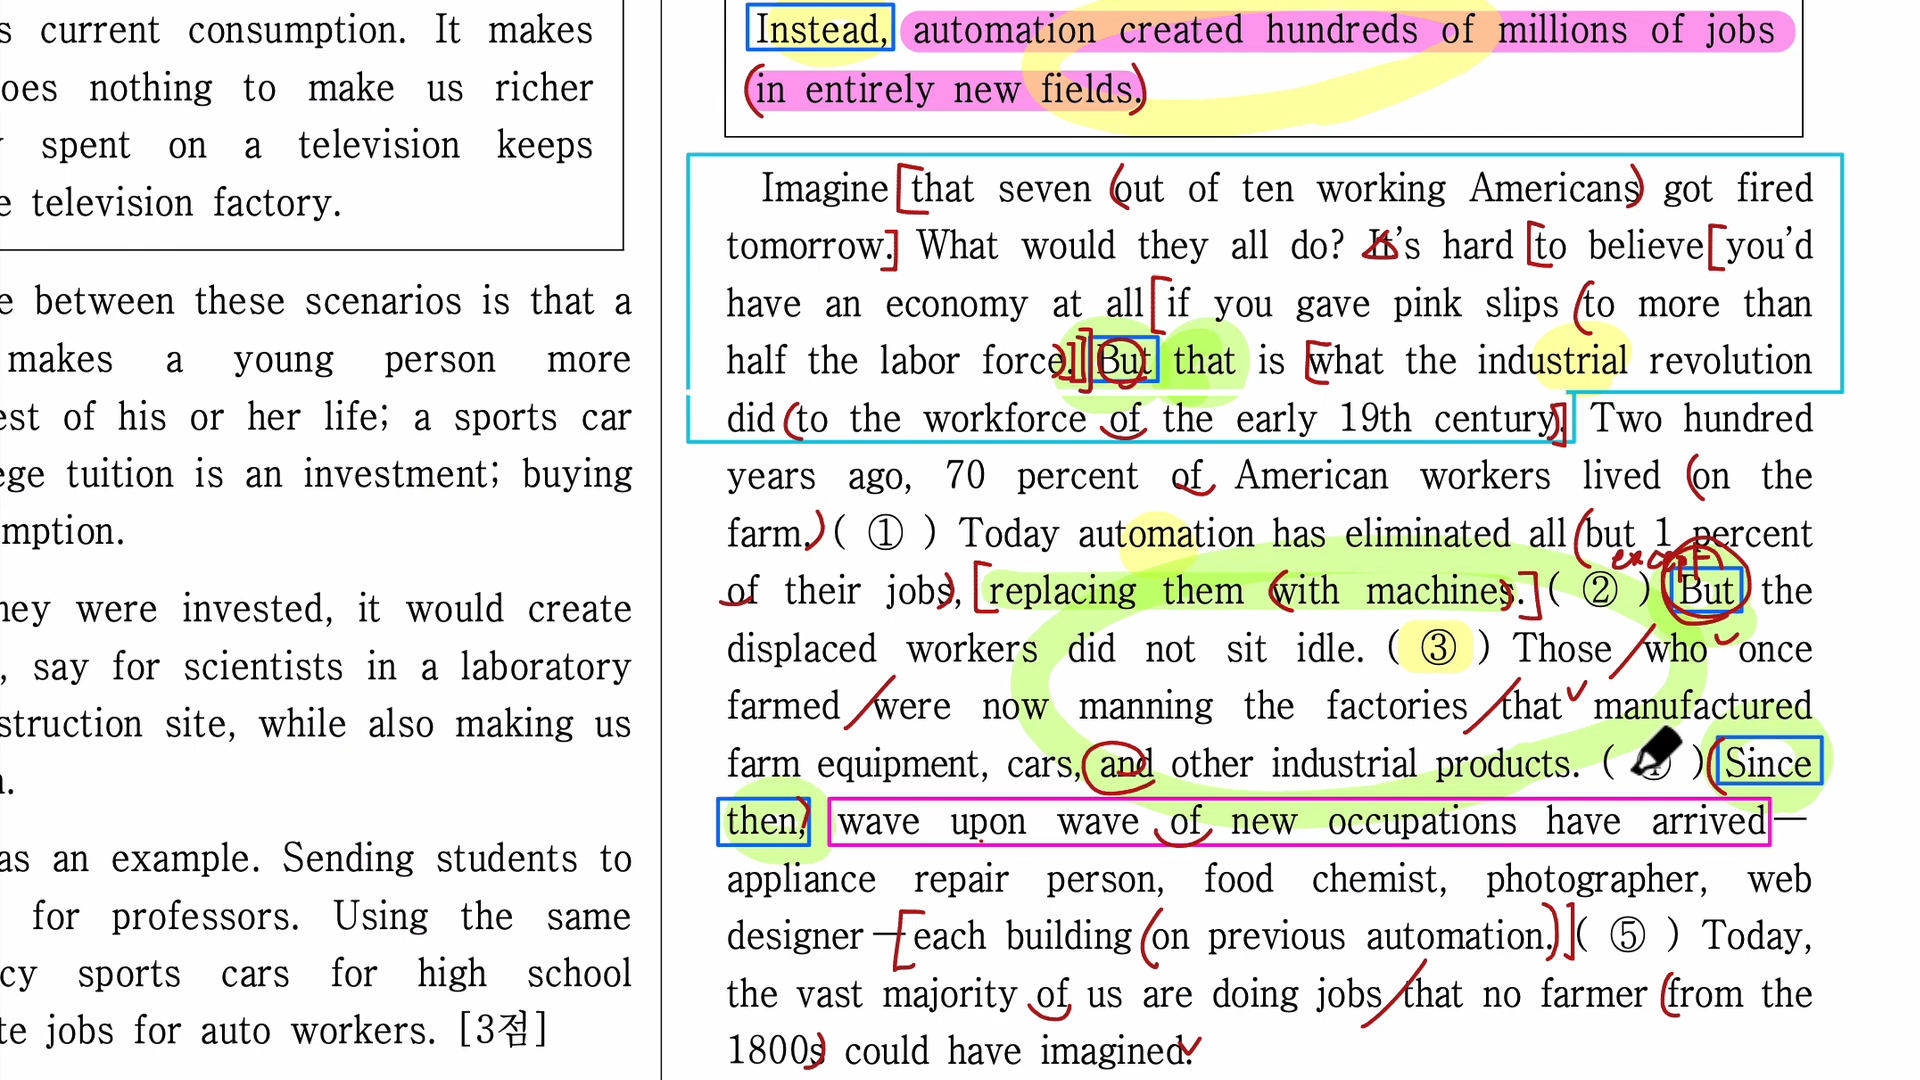 s current consumption. It makes
oes nothing to make us richer
spent on a television keeps
e television factory.
e between these scenarios is that a
makes a young person more
est of his or her life; a sports car
ege tuition is an investment; buying
mption.
hey were invested, it would create
, say for scientists in a laboratory
struction site, while also making us
as an example. Sending students to
for professors. Using the same
cy sports cars for high school
te jobs for auto workers. [3점]
Instead, automation created hundreds of millions of jobs
in entirely new fields.
Imagine that seven out of ten working Americans got fired
tomorrow. What would they all do? It's hard to believe you'd
have an economy at all if you gave pink slips to more than
half the labor force. But that is what the industrial revolution
did to the workforce of the early 19th century. Two hundred
years ago, 70 percent of American workers lived on the
farm. ( ① ) Today automation has eliminated all but 1 percent
except
of their jobs, replacing them with machines. ( ② ) But the
displaced workers did not sit idle. ( ③ ) Those who once
farmed were now manning the factories that manufactured
farm equipment, cars, and other industrial products. ( ④ ) Since
then, wave upon wave of new occupations have arrived—
appliance repair person, food chemist, photographer, web
designer—each building on previous automation. ( ⑤ ) Today,
the vast majority of us are doing jobs that no farmer from the
1800s could have imagined.